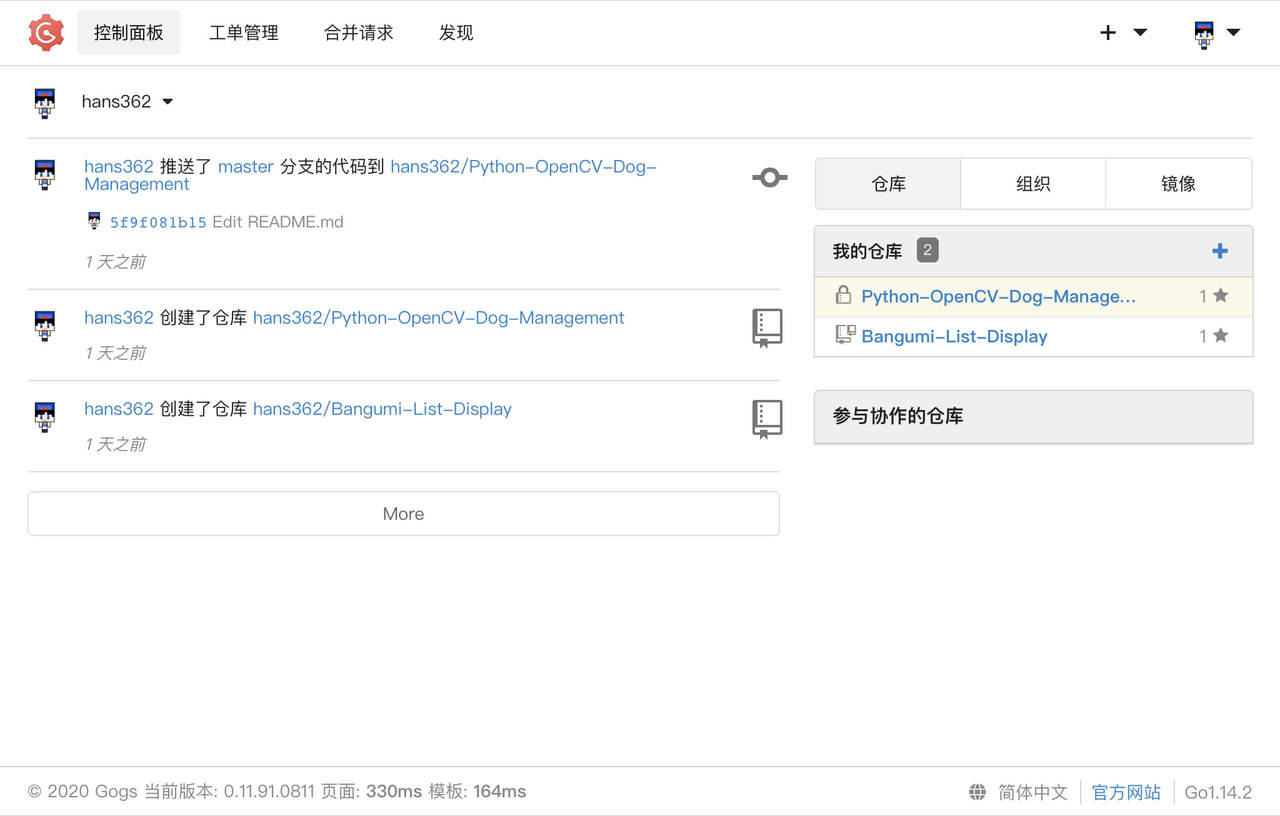 控制面板 工单管理 合并请求 发现
hans362
hans362 推送了 master 分支的代码到 hans362/Python-OpenCV-Dog-
Management
5f9f081b15 Edit README.md
1 天之前
hans362 创建了仓库 hans362/Python-OpenCV-Dog-Management
1 天之前
hans362 创建了仓库 hans362/Bangumi-List-Display
1 天之前
More
仓库 组织 镜像
我的仓库 2
Python-OpenCV-Dog-Manage... 1
Bangumi-List-Display 1
参与协作的仓库
© 2020 Gogs 当前版本: 0.11.91.0811 页面: 330ms 模板: 164ms
简体中文 官方网站 Go1.14.2